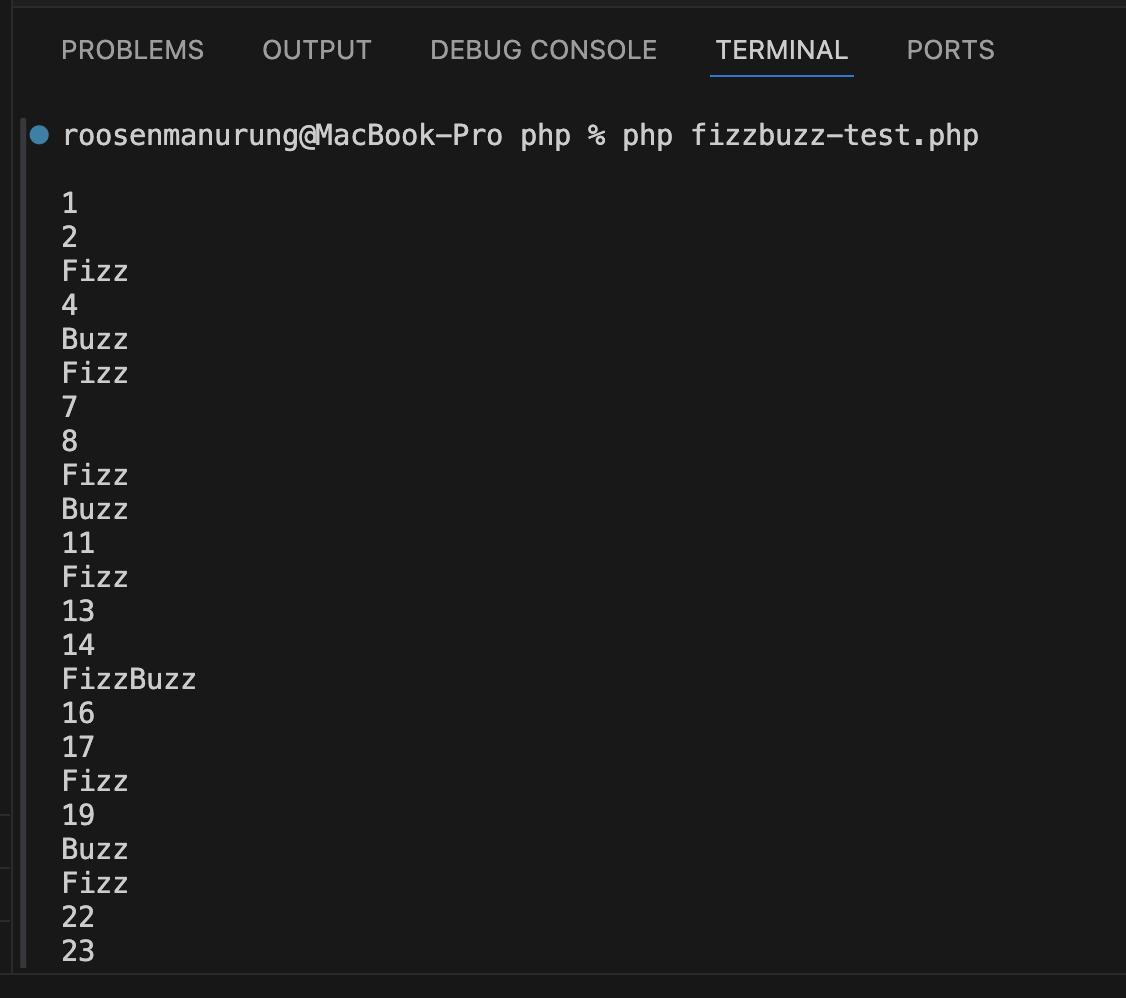 PROBLEMS OUTPUT DEBUG CONSOLE TERMINAL PORTS
roosenmanurung@MacBook-Pro php % php fizzbuzz-test.php
1
2
Fizz
4
Buzz
Fizz
7
8
Fizz
Buzz
11
Fizz
13
14
FizzBuzz
16
17
Fizz
19
Buzz
Fizz
22
23